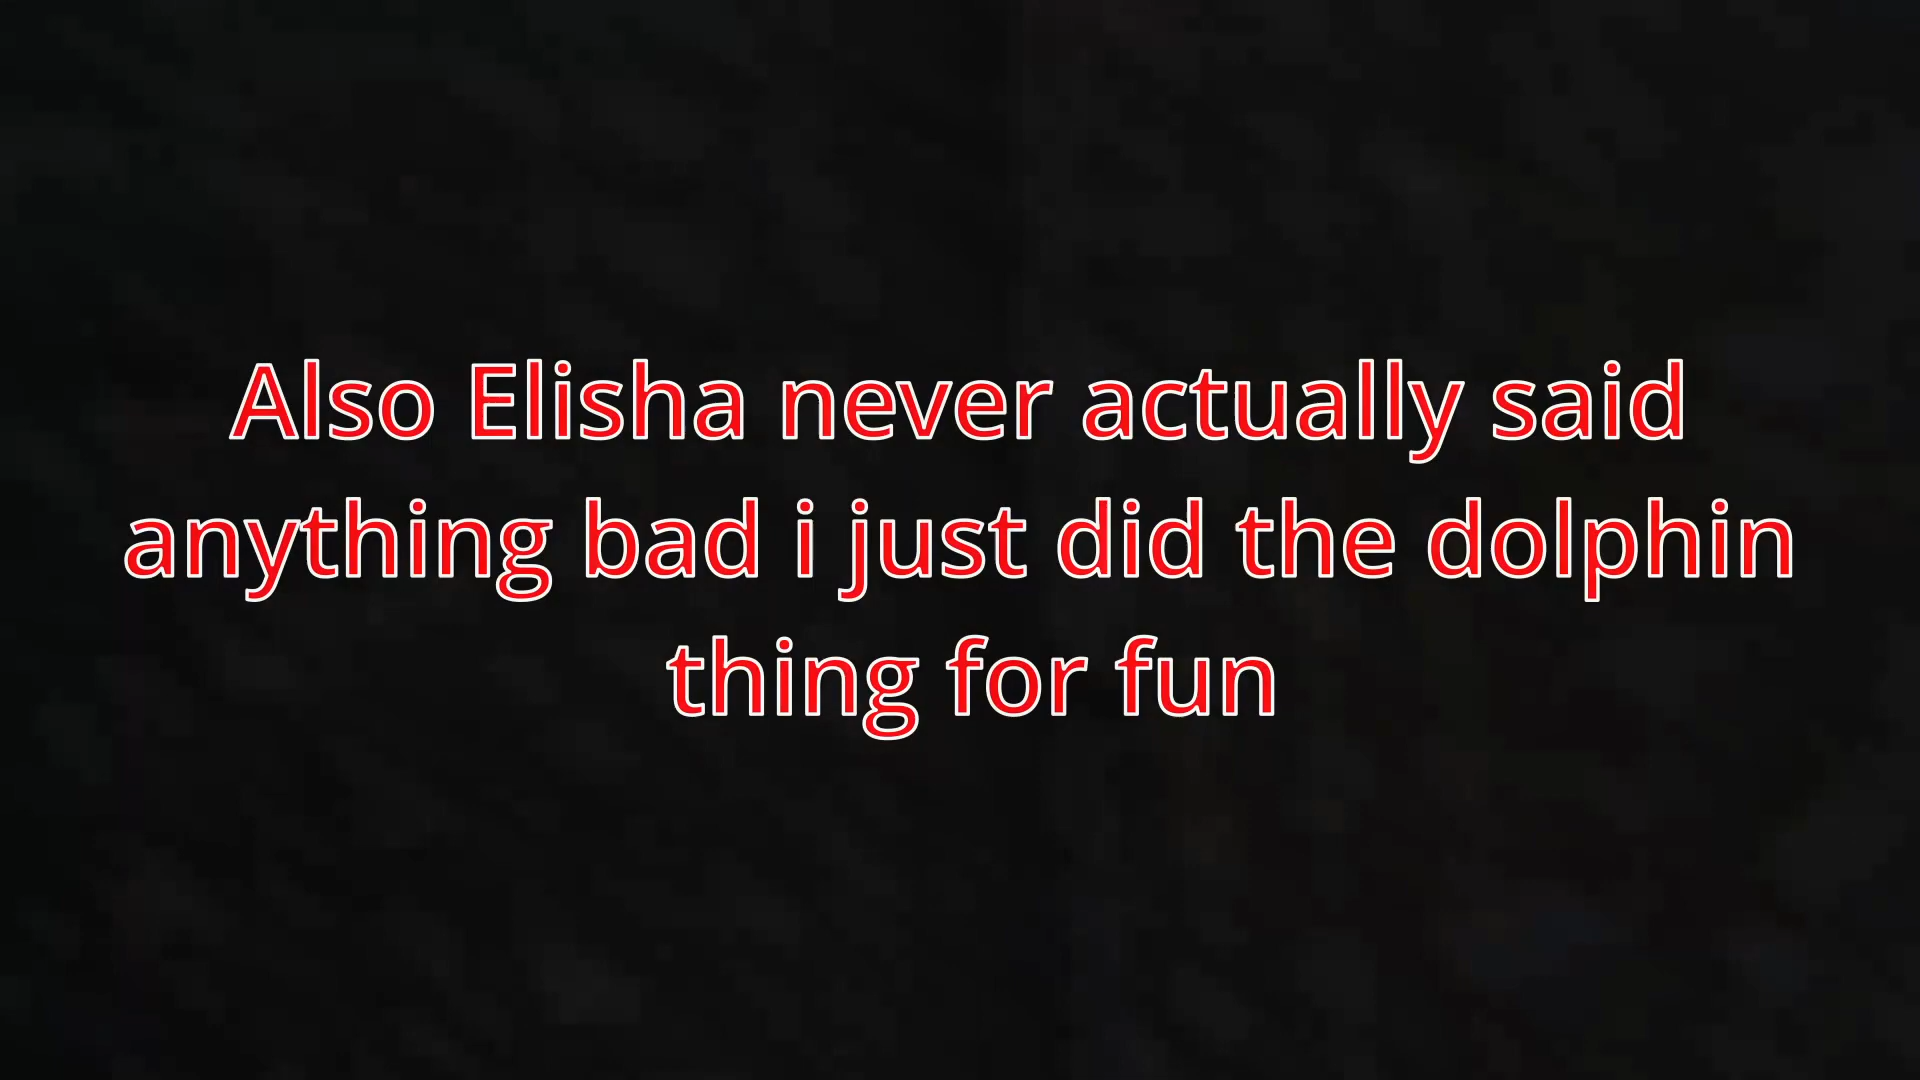 Also Elisha never actually said
anything bad i just did the dolphin
thing for fun